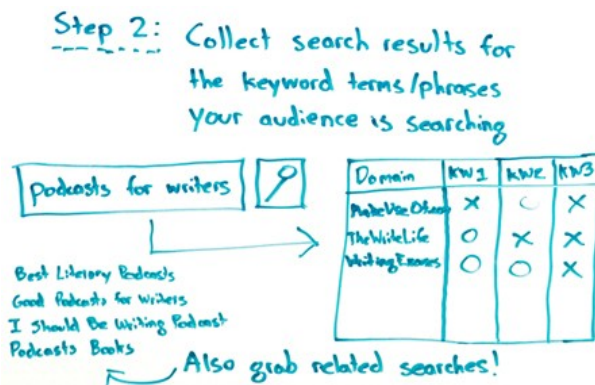 Step 2: Collect search results for
the keyword terms/phrases
your audience is searching
Podcasts for writers
Domain KW1 KW2 KW3
MakeUseOf X O X
TheWriteLife O X X
Writing O O X
Best Literary Podcasts
Good Podcasts for Writers
I Should Be Writing Podcast
Podcasts Books
Also grab related searches!